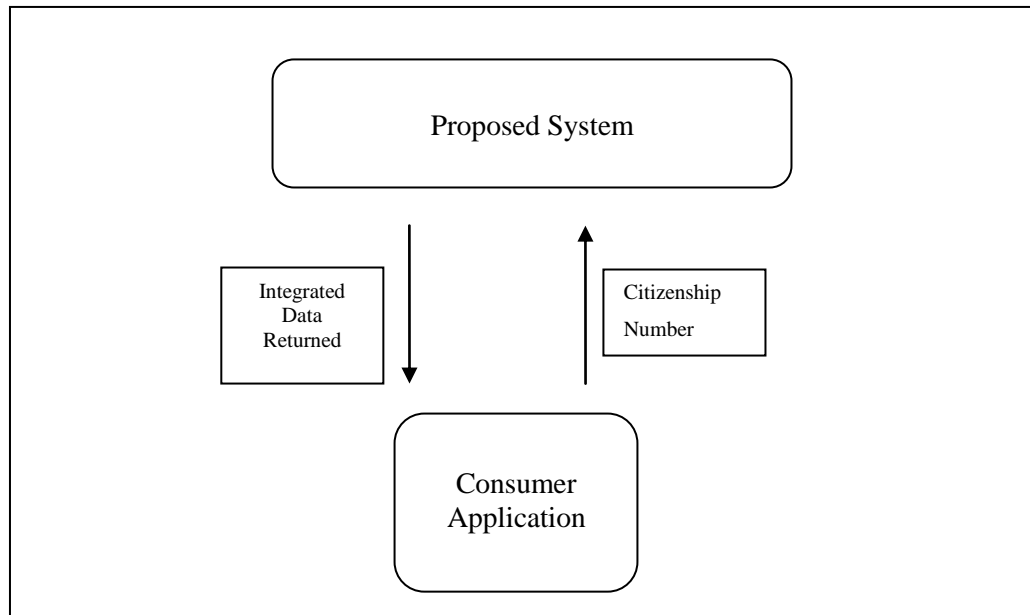 Proposed System
Integrated
Data
Returned
Citizenship
Number
Consumer
Application